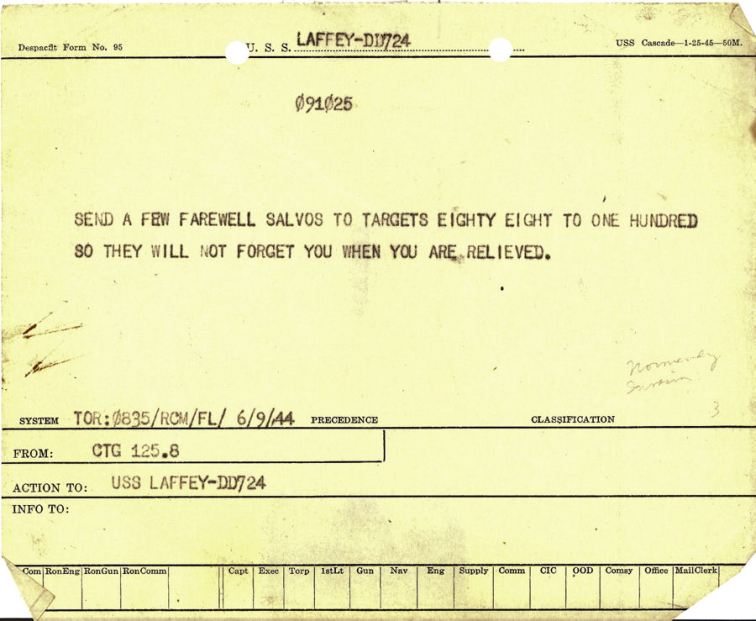 Despacht Form No. 95 U. S. S. LAFFEY-DD724 USS Cascade—1-25-45—50M.
Ø91Ø25
SEND A FEW FAREWELL SALVOS TO TARGETS EIGHTY EIGHT TO ONE HUNDRED
SO THEY WILL NOT FORGET YOU WHEN YOU ARE RELIEVED.
Normandy
3
SYSTEM TOR:Ø835/RCM/FL/ 6/9/44 PRECEDENCE CLASSIFICATION
FROM: CTG 125.8
ACTION TO: USS LAFFEY-DD724
INFO TO:
Com RonEng RonGun RonComm Capt Exec Torp 1stLt Gun Nav Eng Supply Comm CIC OOD Comsy Office MailClerk